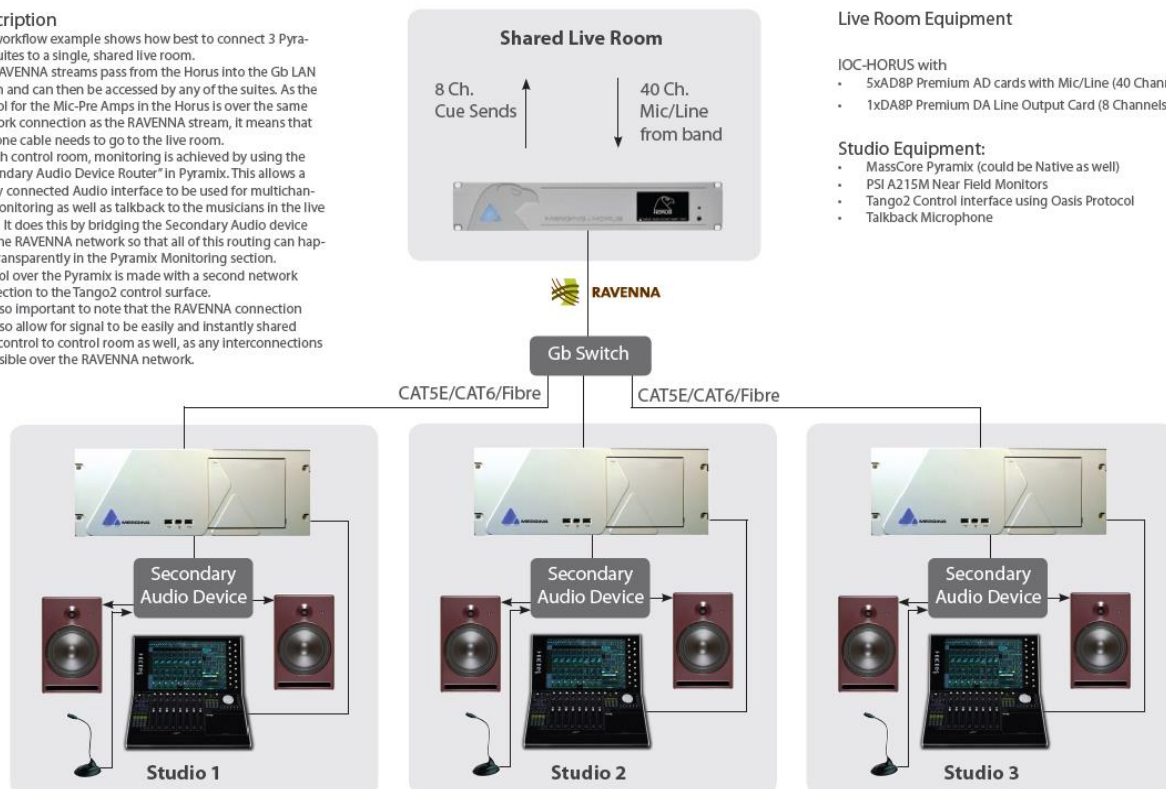 cription
workflow example shows how best to connect 3 Pyra-
uites to a single, shared live room.
AVENNA streams pass from the Horus into the Gb LAN
h and can then be accessed by any of the suites. As the
ol for the Mic-Pre Amps in the Horus is over the same
ork connection as the RAVENNA stream, it means that
one cable needs to go to the live room.
ch control room, monitoring is achieved by using the
ndary Audio Device Router" in Pyramix. This allows a
y connected Audio interface to be used for multichan-
onitoring as well as talkback to the musicians in the live
. It does this by bridging the Secondary Audio device
he RAVENNA network so that all of this routing can hap-
ransparently in the Pyramix Monitoring section.
ol over the Pyramix is made with a second network
ection to the Tango2 control surface.
so important to note that the RAVENNA connection
so allow for signal to be easily and instantly shared
control to control room as well, as any interconnections
sible over the RAVENNA network.
Shared Live Room
8 Ch.
Cue Sends
40 Ch.
Mic/Line
from band
MERGING+HORUS
RAVENNA
Gb Switch
CAT5E/CAT6/Fibre
CAT5E/CAT6/Fibre
Live Room Equipment
IOC-HORUS with
• 5xAD8P Premium AD cards with Mic/Line (40 Chann
• 1xDA8P Premium DA Line Output Card (8 Channels
Studio Equipment:
• MassCore Pyramix (could be Native as well)
• PSI A215M Near Field Monitors
• Tango2 Control interface using Oasis Protocol
• Talkback Microphone
MERGING
Secondary
Audio Device
Studio 1
MERGING
Secondary
Audio Device
Studio 2
MERGING
Secondary
Audio Device
Studio 3